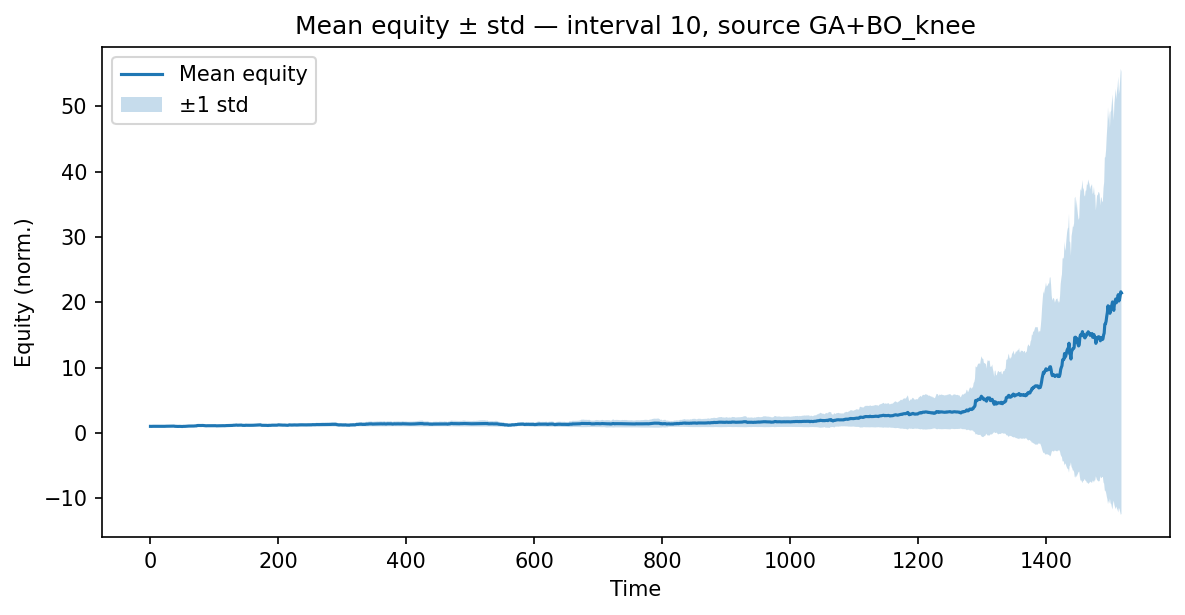 Mean equity ± std — interval 10, source GA+BO_knee
Mean equity
±1 std
Equity (norm.)
50
40
30
20
10
0
−10
0 200 400 600 800 1000 1200 1400
Time